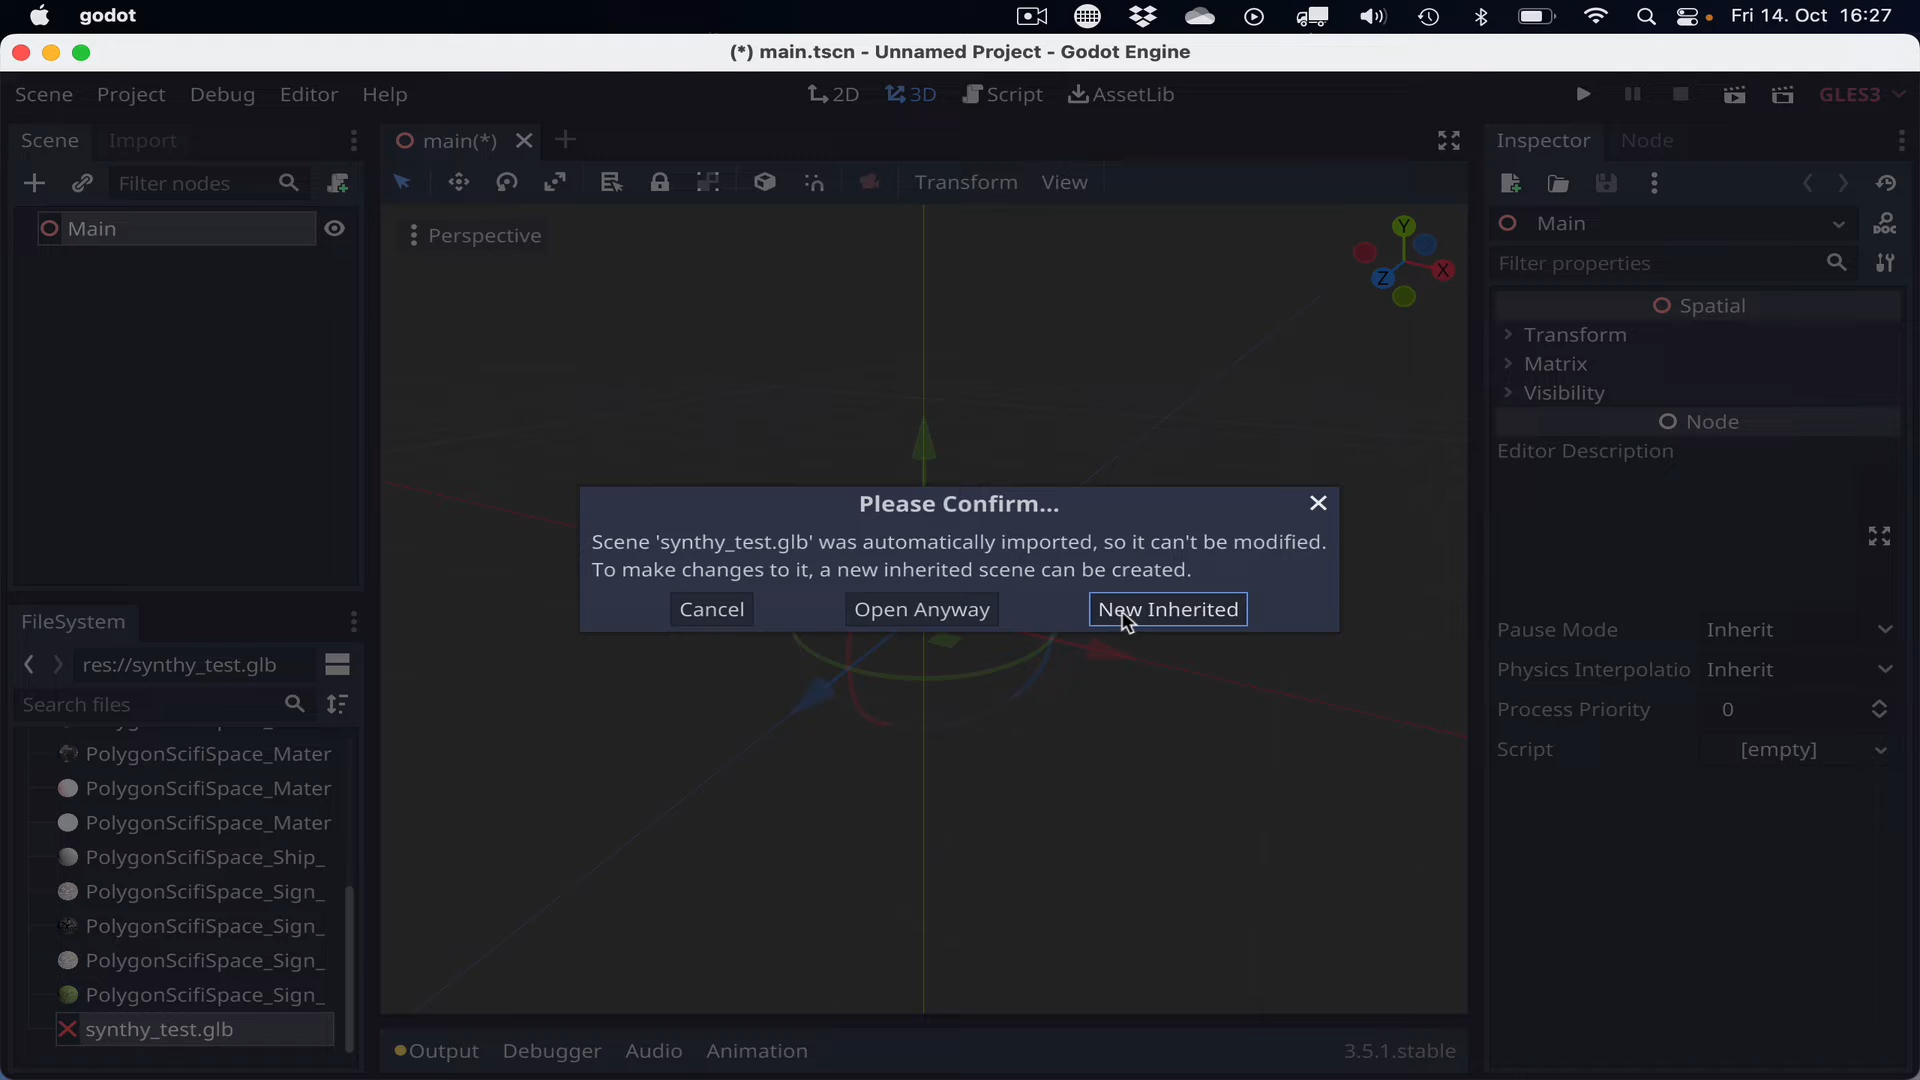 godot
Fri 14. Oct 16:27
(*) main.tscn - Unnamed Project - Godot Engine
Scene Project Debug Editor Help
2D 3D Script AssetLib
GLES3
Scene Import
main(*)
Inspector Node
Filter nodes
Transform View
Main
Perspective
Y
X
Z
Main
Filter properties
Spatial
Transform
Matrix
Visibility
Node
Editor Description
Please Confirm...
Scene 'synthy_test.glb' was automatically imported, so it can't be modified.
To make changes to it, a new inherited scene can be created.
Cancel Open Anyway New Inherited
Pause Mode Inherit
Physics Interpolatio Inherit
Process Priority 0
Script [empty]
DOC
FileSystem
res://synthy_test.glb
Search files
PolygonScifiSpace_Mater
PolygonScifiSpace_Mater
PolygonScifiSpace_Mater
PolygonScifiSpace_Ship_
PolygonScifiSpace_Sign_
PolygonScifiSpace_Sign_
PolygonScifiSpace_Sign_
PolygonScifiSpace_Sign_
synthy_test.glb
Output Debugger Audio Animation
3.5.1.stable